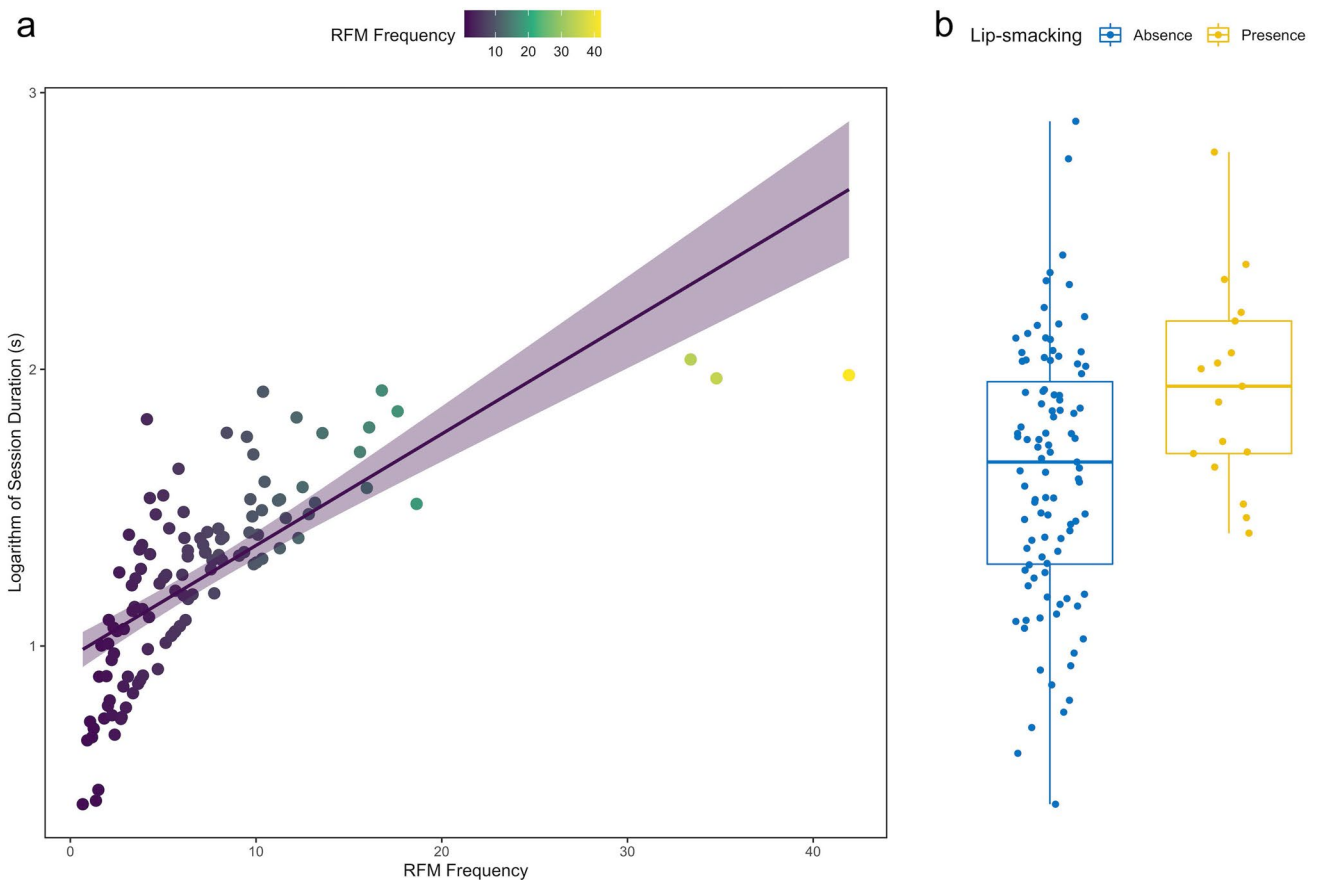 a
RFM Frequency
10 20 30 40
b
Lip-smacking Absence Presence
3
2
1
Logarithm of Session Duration (s)
0 10 20 30 40
RFM Frequency